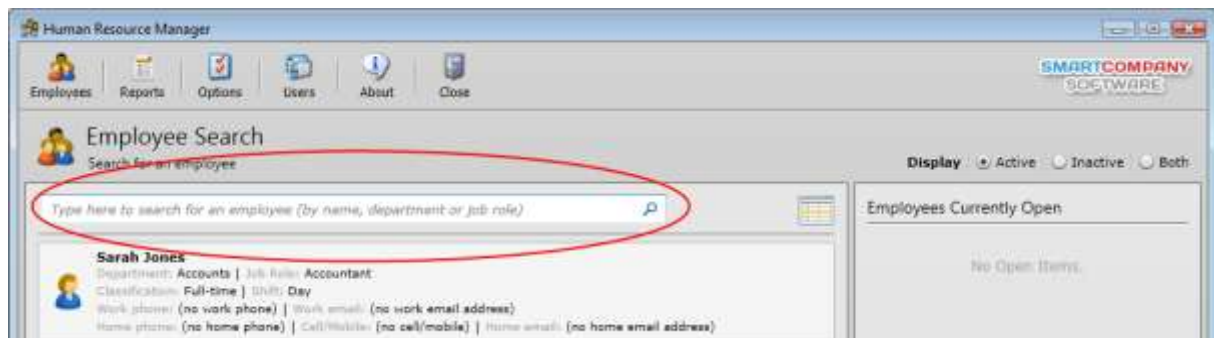 Human Resource Manager
Employees Reports Options Users About Close
SMARTCOMPANY
SOFTWARE
Employee Search
Search for an employee
Display Active Inactive Both
Type here to search for an employee (by name, department or job role)
Employees Currently Open
No Open Items.
Sarah Jones
Department: Accounts | Job Role: Accountant
Classification: Full-time | Shift: Day
Work phone: (no work phone) | Work email: (no work email address)
Home phone: (no home phone) | Cell/Mobile: (no cell/mobile) | Home email: (no home email address)